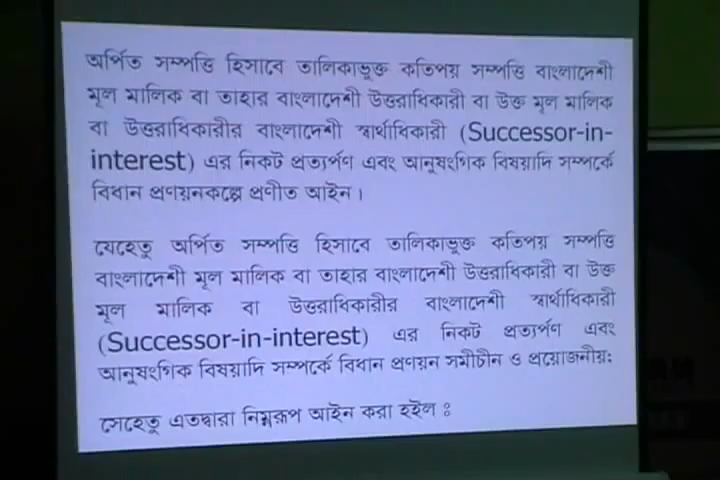 অর্পিত সম্পত্তি হিসাবে তালিকাভুক্ত কতিপয় সম্পত্তি বাংলাদেশী
মূল মালিক বা তাহার বাংলাদেশী উত্তরাধিকারী বা উক্ত মূল মালিক
বা উত্তরাধিকারীর বাংলাদেশী স্বার্থাধিকারী (Successor-in-
interest) এর নিকট প্রত্যর্পণ এবং আনুষংগিক বিষয়াদি সম্পর্কে
বিধান প্রণয়নকল্পে প্রণীত আইন।
যেহেতু অর্পিত সম্পত্তি হিসাবে তালিকাভুক্ত কতিপয় সম্পত্তি
বাংলাদেশী মূল মালিক বা তাহার বাংলাদেশী উত্তরাধিকারী বা উক্ত
মূল মালিক বা উত্তরাধিকারীর বাংলাদেশী স্বার্থাধিকারী
(Successor-in-interest) এর নিকট প্রত্যর্পণ এবং
আনুষংগিক বিষয়াদি সম্পর্কে বিধান প্রণয়ন সমীচীন ও প্রয়োজনীয়;
সেহেতু এতদ্বারা নিম্নরূপ আইন করা হইল ঃ